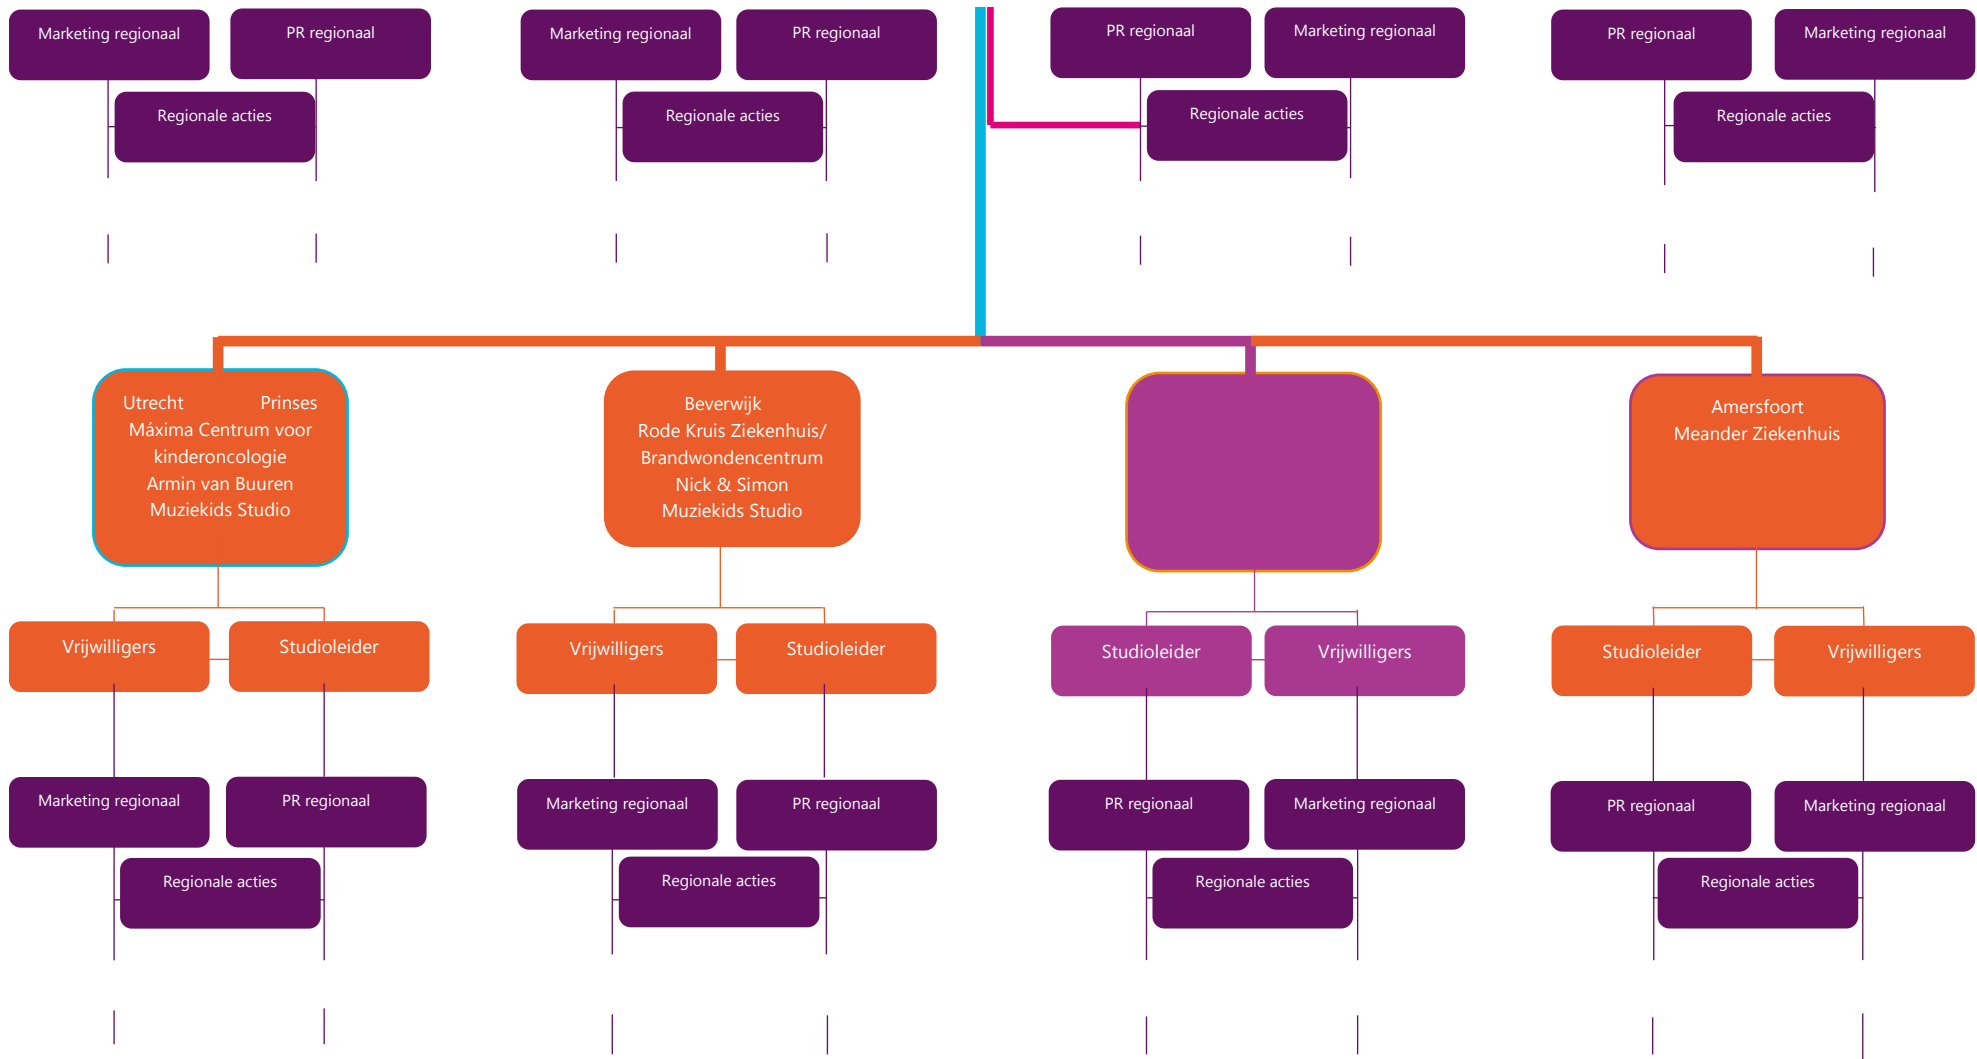 Marketing regionaal
PR regionaal
Regionale acties
Marketing regionaal
PR regionaal
Regionale acties
PR regionaal
Marketing regionaal
Regionale acties
PR regionaal
Marketing regionaal
Regionale acties
Utrecht Prinses
Máxima Centrum voor
kinderoncologie
Armin van Buuren
Muziekids Studio
Beverwijk
Rode Kruis Ziekenhuis/
Brandwondencentrum
Nick & Simon
Muziekids Studio
Amersfoort
Meander Ziekenhuis
Vrijwilligers
Studioleider
Vrijwilligers
Studioleider
Studioleider
Vrijwilligers
Studioleider
Vrijwilligers
Marketing regionaal
PR regionaal
Regionale acties
Marketing regionaal
PR regionaal
Regionale acties
PR regionaal
Marketing regionaal
Regionale acties
PR regionaal
Marketing regionaal
Regionale acties